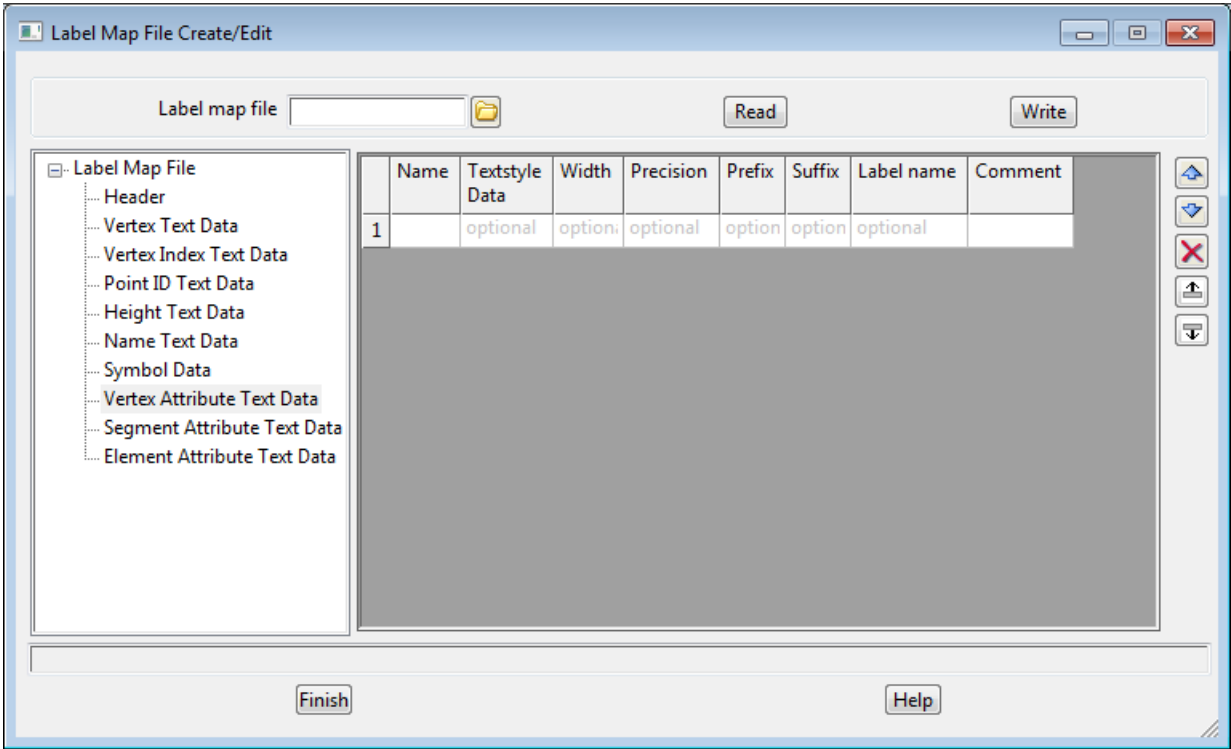 Label Map File Create/Edit
Label map file Read Write
Label Map File
Header
Vertex Text Data
Vertex Index Text Data
Point ID Text Data
Height Text Data
Name Text Data
Symbol Data
Vertex Attribute Text Data
Segment Attribute Text Data
Element Attribute Text Data
Name Textstyle Width Precision Prefix Suffix Label name Comment
Data
1 optional option optional option option optional
Finish Help